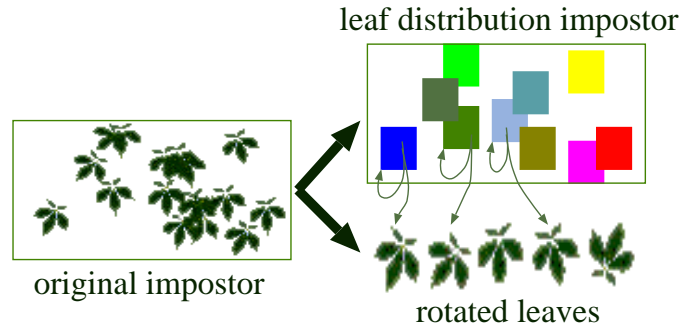 leaf distribution impostor
original impostor
rotated leaves